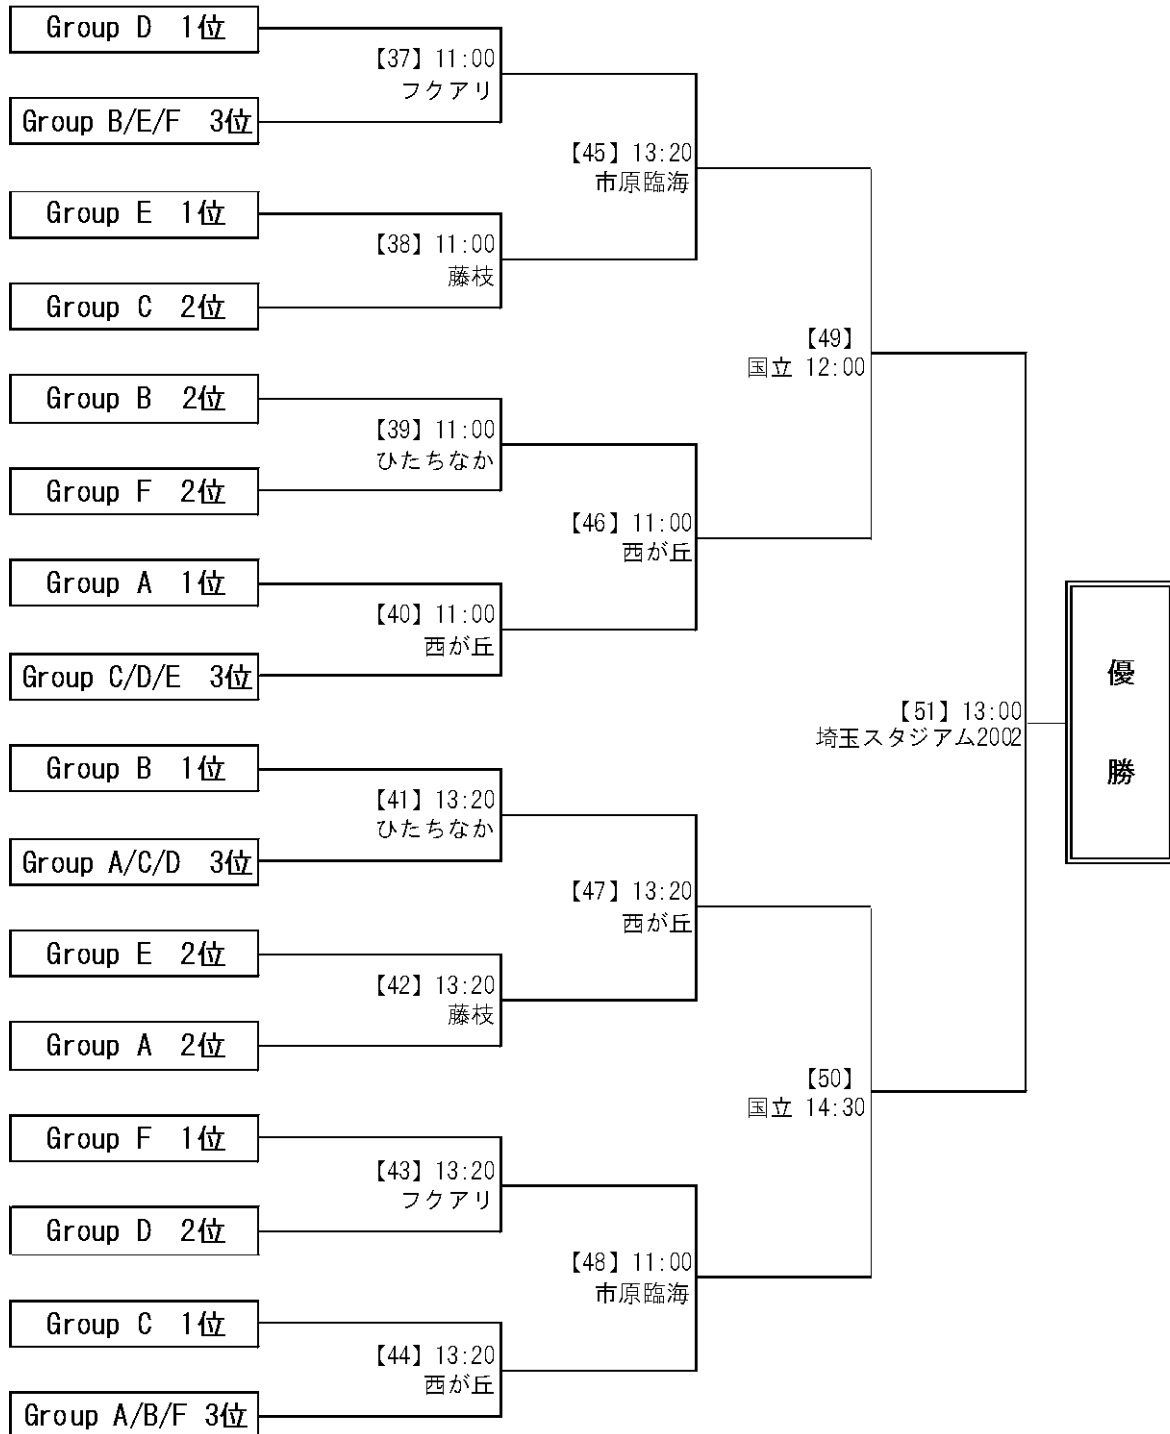 Group D 1位
【37】11:00
フクアリ
Group B/E/F 3位
【45】13:20
市原臨海
Group E 1位
【38】11:00
藤枝
Group C 2位
【49】
国立 12:00
Group B 2位
【39】11:00
ひたちなか
Group F 2位
【46】11:00
西が丘
Group A 1位
【40】11:00
西が丘
Group C/D/E 3位
【51】13:00
埼玉スタジアム2002
優
勝
Group B 1位
【41】13:20
ひたちなか
Group A/C/D 3位
【47】13:20
西が丘
Group E 2位
【42】13:20
藤枝
Group A 2位
【50】
国立 14:30
Group F 1位
【43】13:20
フクアリ
Group D 2位
【48】11:00
市原臨海
Group C 1位
【44】13:20
西が丘
Group A/B/F 3位